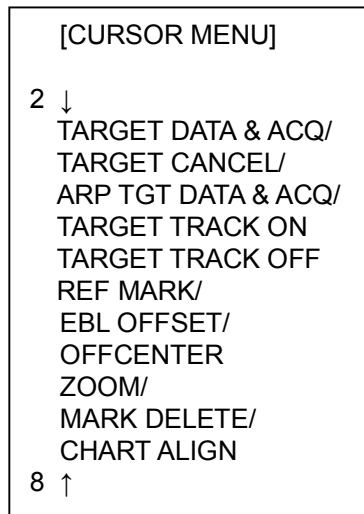 [CURSOR MENU]
2 ↓
TARGET DATA & ACQ/
TARGET CANCEL/
ARP TGT DATA & ACQ/
TARGET TRACK ON
TARGET TRACK OFF
REF MARK/
EBL OFFSET/
OFFCENTER
ZOOM/
MARK DELETE/
CHART ALIGN
8 ↑